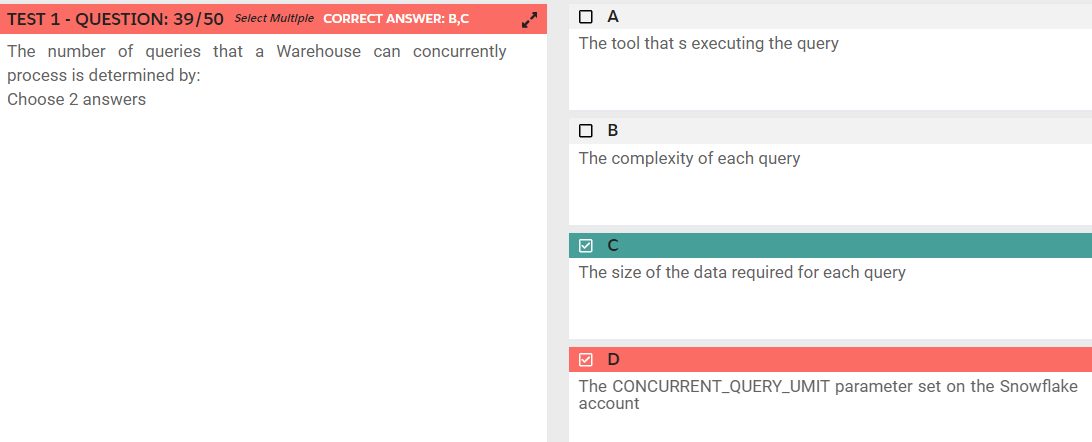 TEST 1 - QUESTION: 39/50 Select Multiple CORRECT ANSWER: B,C
The number of queries that a Warehouse can concurrently
process is determined by:
Choose 2 answers
A
The tool that s executing the query
B
The complexity of each query
C
The size of the data required for each query
D
The CONCURRENT_QUERY_UMIT parameter set on the Snowflake
account